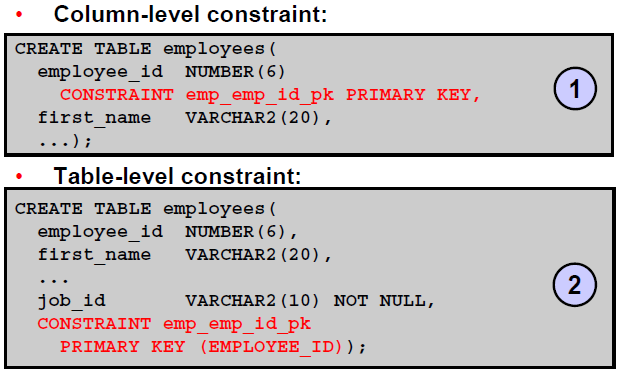 • Column-level constraint:
CREATE TABLE employees(
employee_id NUMBER(6)
CONSTRAINT emp_emp_id_pk PRIMARY KEY,
first_name VARCHAR2(20),
...);
1
• Table-level constraint:
CREATE TABLE employees(
employee_id NUMBER(6),
first_name VARCHAR2(20),
...
job_id VARCHAR2(10) NOT NULL,
CONSTRAINT emp_emp_id_pk
PRIMARY KEY (EMPLOYEE_ID));
2